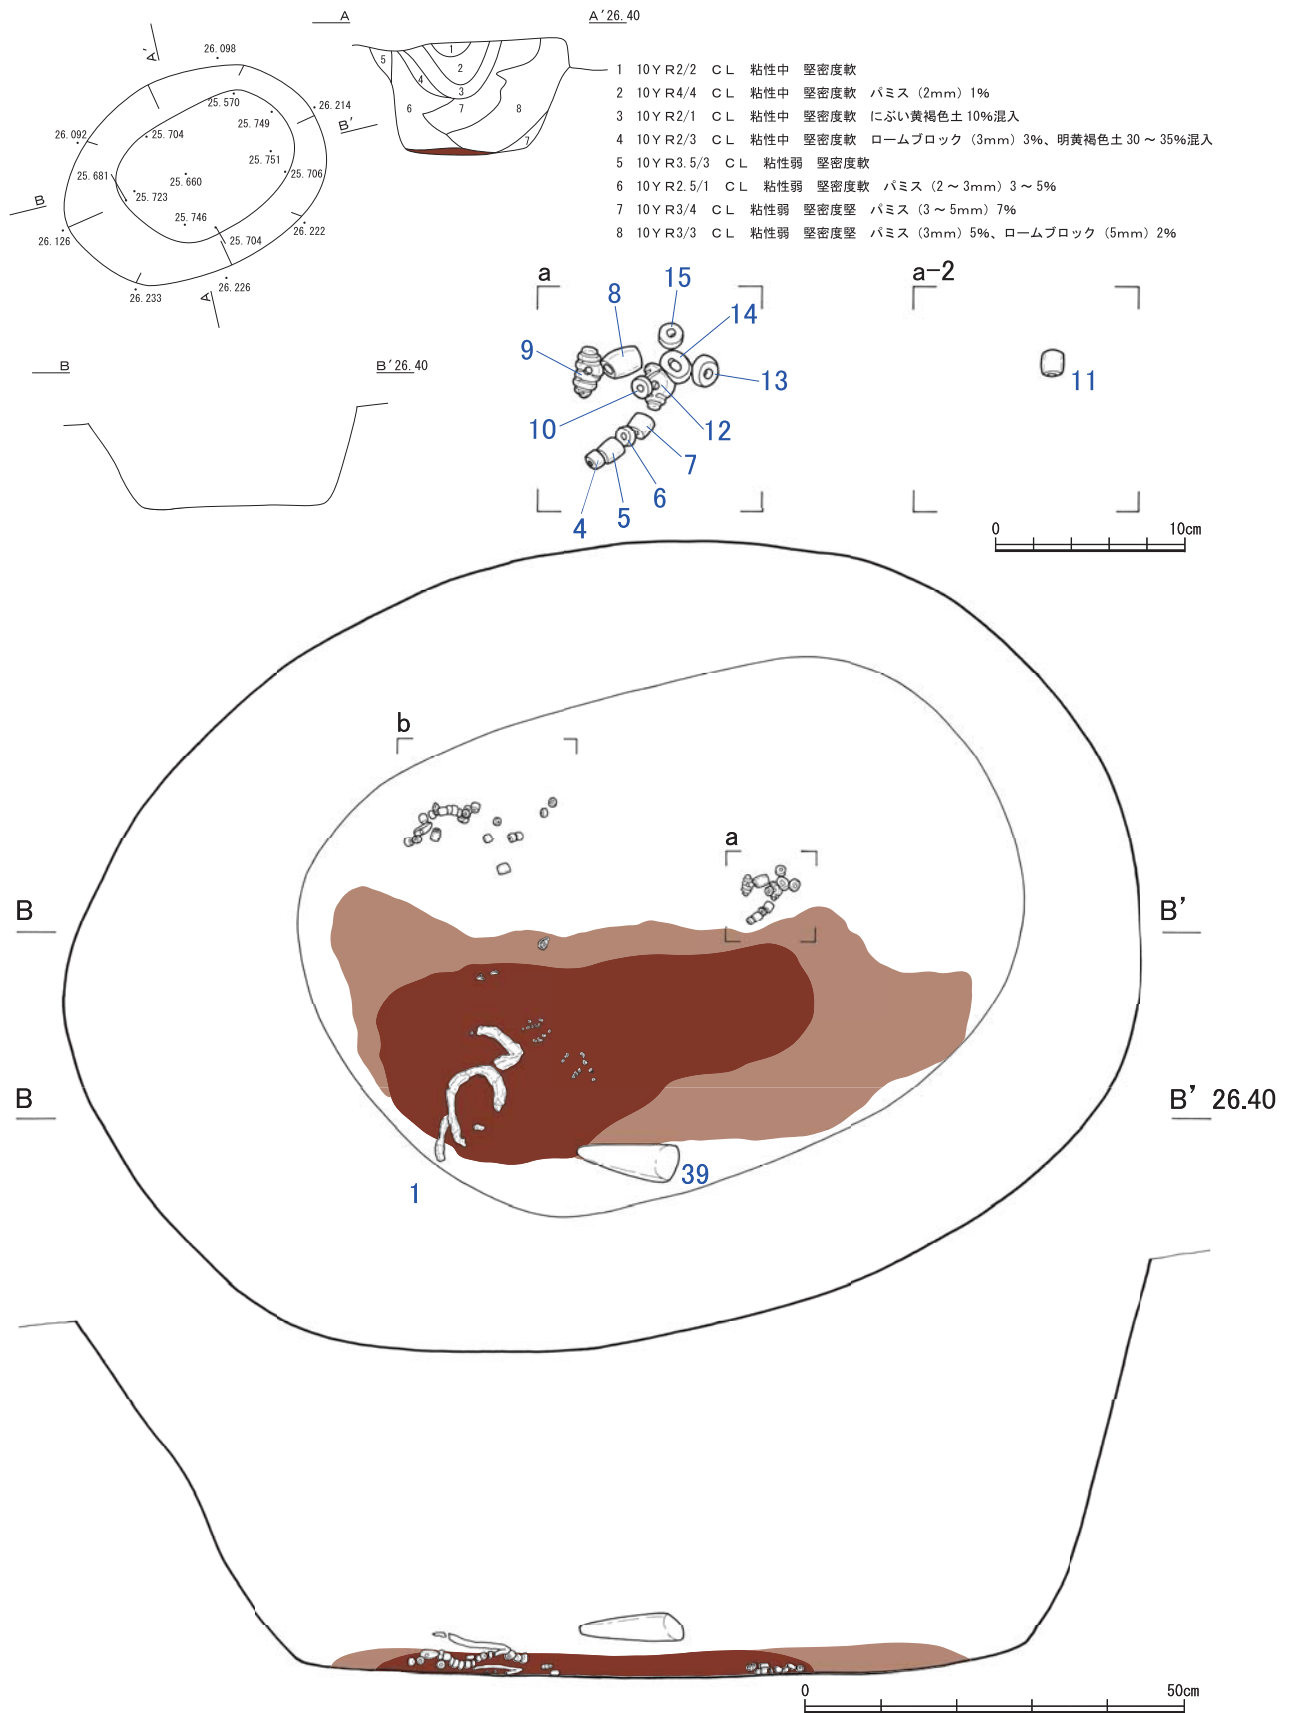 A
A' 26.40
A'
26.098
25.570
26.214
25.749
B'
26.092
25.704
25.751
25.681
25.660
25.706
25.723
B
25.746
26.222
26.126
25.704
26.226
26.233
A
5
1
2
4
3
6
7
8
7
1 10YR2/2 CL 粘性中 堅密度軟
2 10YR4/4 CL 粘性中 堅密度軟 パミス（2mm）1%
3 10YR2/1 CL 粘性中 堅密度軟 にぶい黄褐色土10%混入
4 10YR2/3 CL 粘性中 堅密度軟 ロームブロック（3mm）3%、明黄褐色土30～35%混入
5 10YR3.5/3 CL 粘性弱 堅密度軟
6 10YR2.5/1 CL 粘性弱 堅密度軟 パミス（2～3mm）3～5%
7 10YR3/4 CL 粘性弱 堅密度堅 パミス（3～5mm）7%
8 10YR3/3 CL 粘性弱 堅密度堅 パミス（3mm）5%、ロームブロック（5mm）2%
B
B' 26.40
a
a-2
15
8
14
9
13
11
10
12
7
6
5
4
0 10cm
b
a
B
B'
B
B' 26.40
39
1
0 50cm